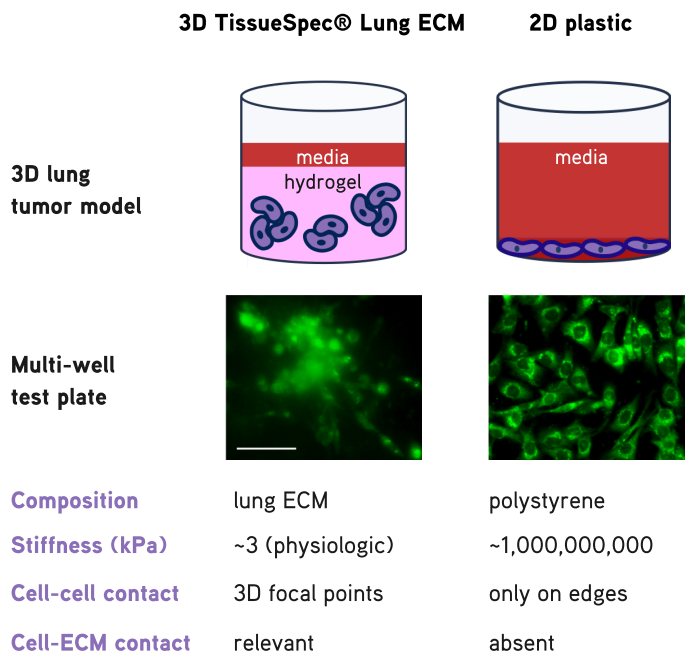 3D TissueSpec® Lung ECM 2D plastic
media media
hydrogel
3D lung
tumor model
Multi-well
test plate
Composition lung ECM polystyrene
Stiffness (kPa) ~3 (physiologic) ~1,000,000,000
Cell-cell contact 3D focal points only on edges
Cell-ECM contact relevant absent